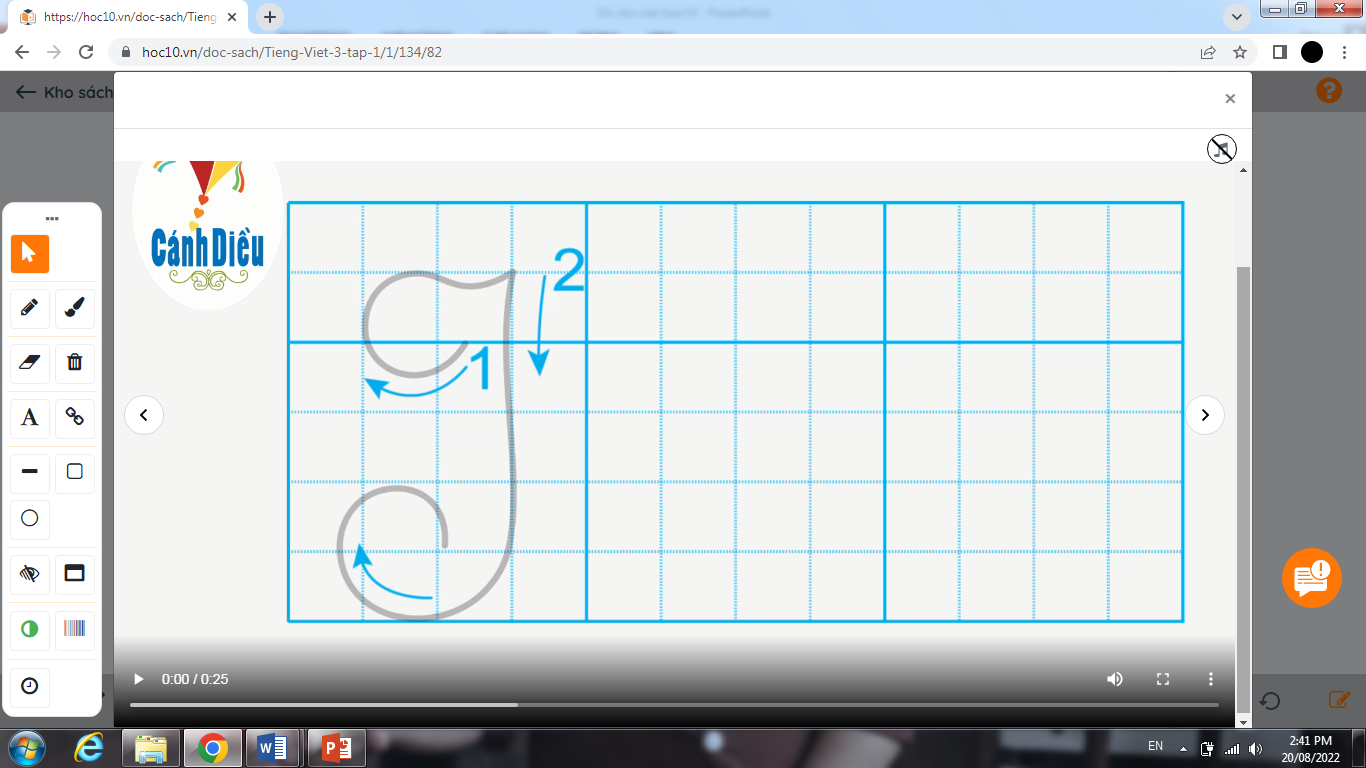 https://hoc10.vn/doc-sach/Tieng
hoc10.vn/doc-sach/Tieng-Viet-3-tap-1/1/134/82
Kho sách
Cánh Diều
2
1
A
0:00 / 0:25
EN
2:41 PM
20/08/2022